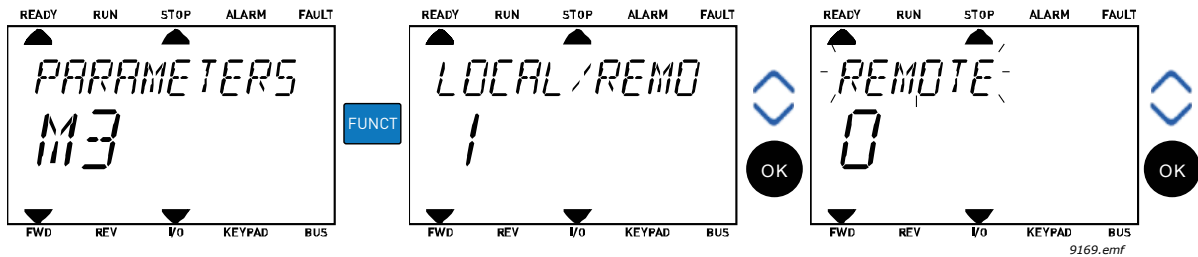 READY RUN STOP ALARM FAULT
PARAMETERS
M3
FWD REV I/O KEYPAD BUS
FUNCT
READY RUN STOP ALARM FAULT
LOCAL/REMO
1
FWD REV I/O KEYPAD BUS
OK
READY RUN STOP ALARM FAULT
REMOTE
0
FWD REV I/O KEYPAD BUS
OK
9169.emf